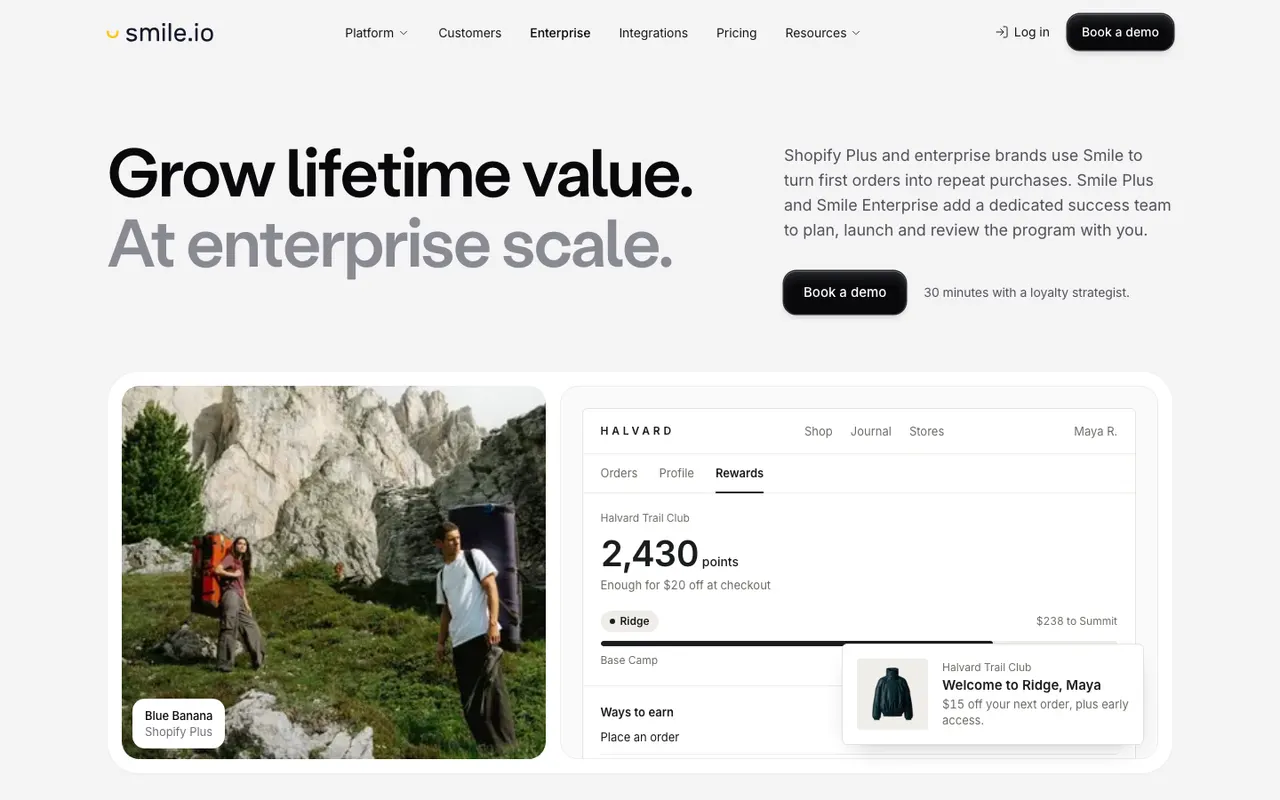 smile.io
Platform
Customers
Enterprise
Integrations
Pricing
Resources
Log in
Book a demo
Grow lifetime value.
At enterprise scale.
Shopify Plus and enterprise brands use Smile to
turn first orders into repeat purchases. Smile Plus
and Smile Enterprise add a dedicated success team
to plan, launch and review the program with you.
Book a demo
30 minutes with a loyalty strategist.
Blue Banana
Shopify Plus
HALVARD
Shop
Journal
Stores
Maya R.
Orders
Profile
Rewards
Halvard Trail Club
2,430 points
Enough for $20 off at checkout
Ridge
$238 to Summit
Base Camp
Ways to earn
Place an order
Halvard Trail Club
Welcome to Ridge, Maya
$15 off your next order, plus early
access.